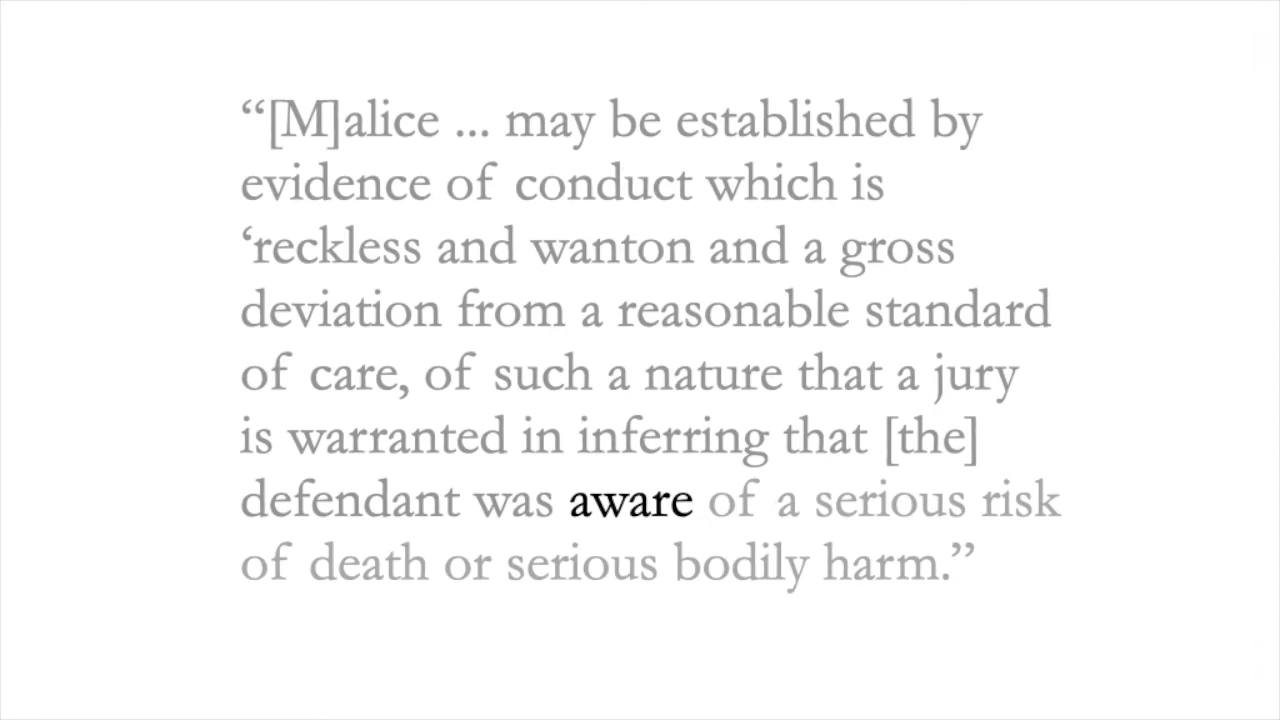 “[M]alice ... may be established by
evidence of conduct which is
‘reckless and wanton and a gross
deviation from a reasonable standard
of care, of such a nature that a jury
is warranted in inferring that [the]
defendant was aware of a serious risk
of death or serious bodily harm.”